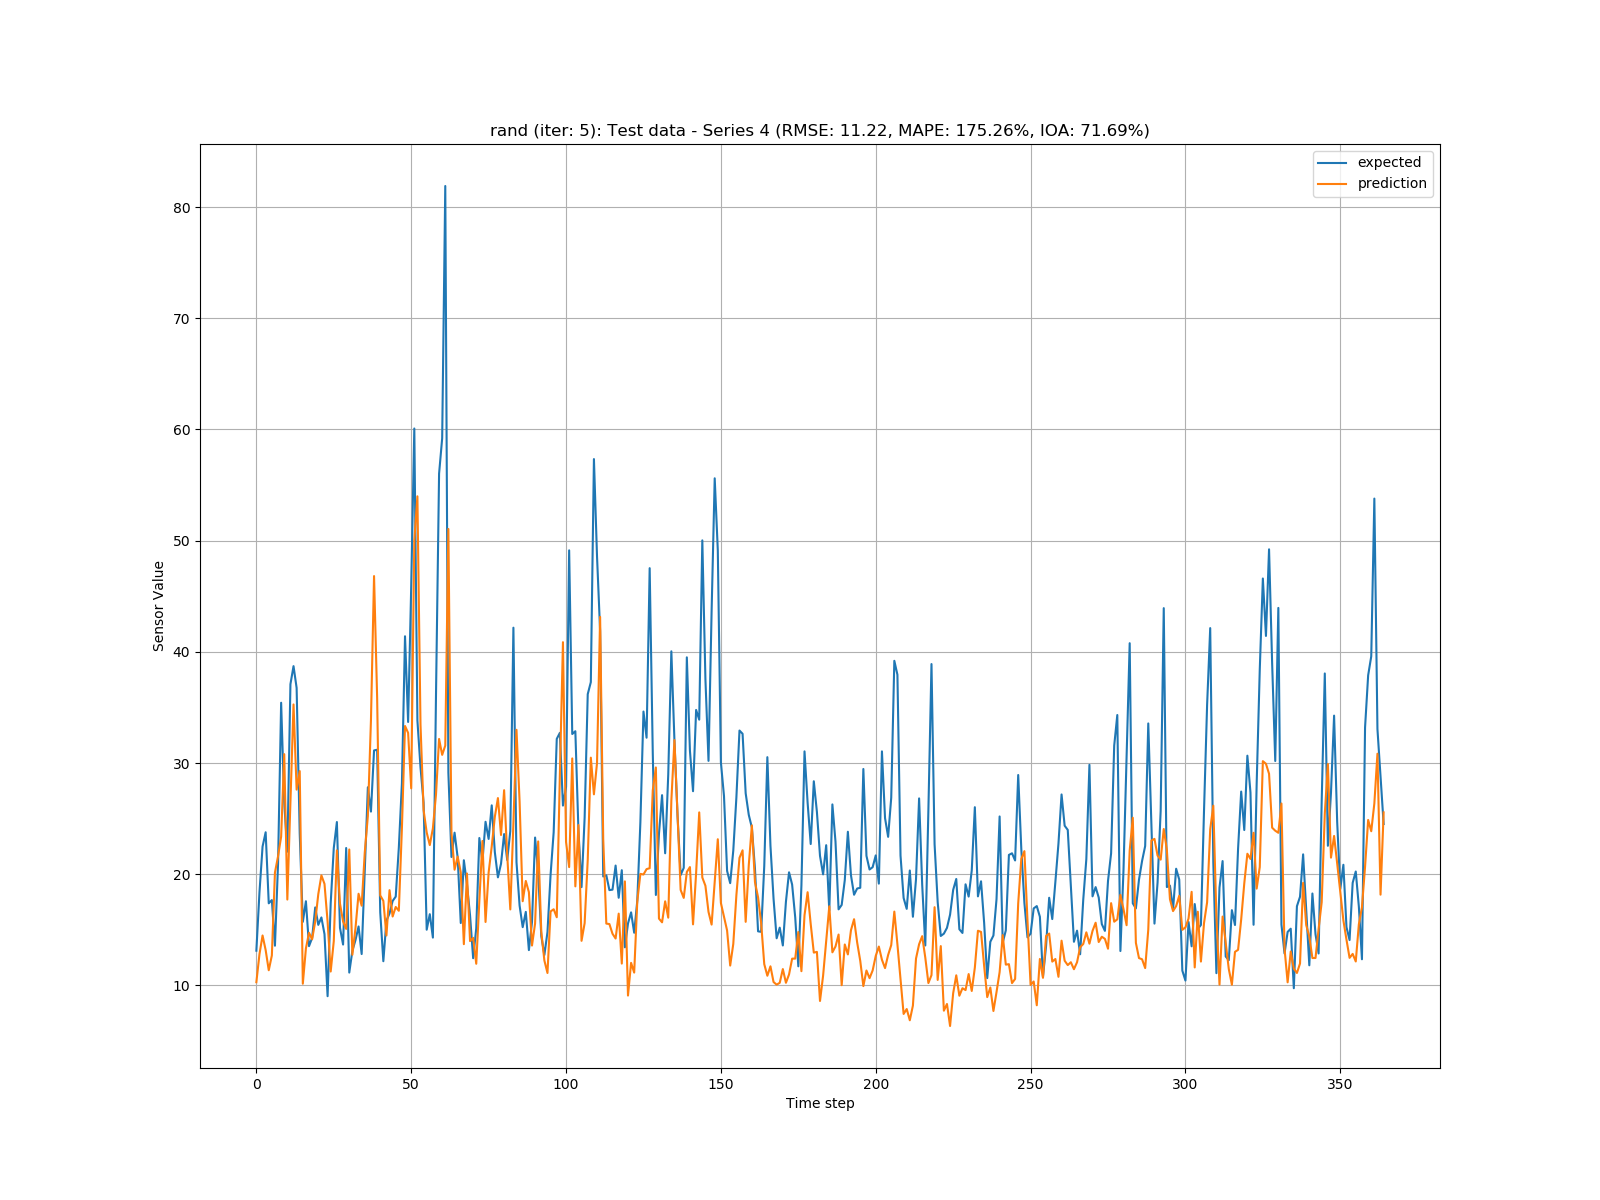 rand (iter: 5): Test data - Series 4 (RMSE: 11.22, MAPE: 175.26%, IOA: 71.69%)
expected
prediction
80
70
60
50
40
30
20
10
Sensor Value
0 50 100 150 200 250 300 350
Time step